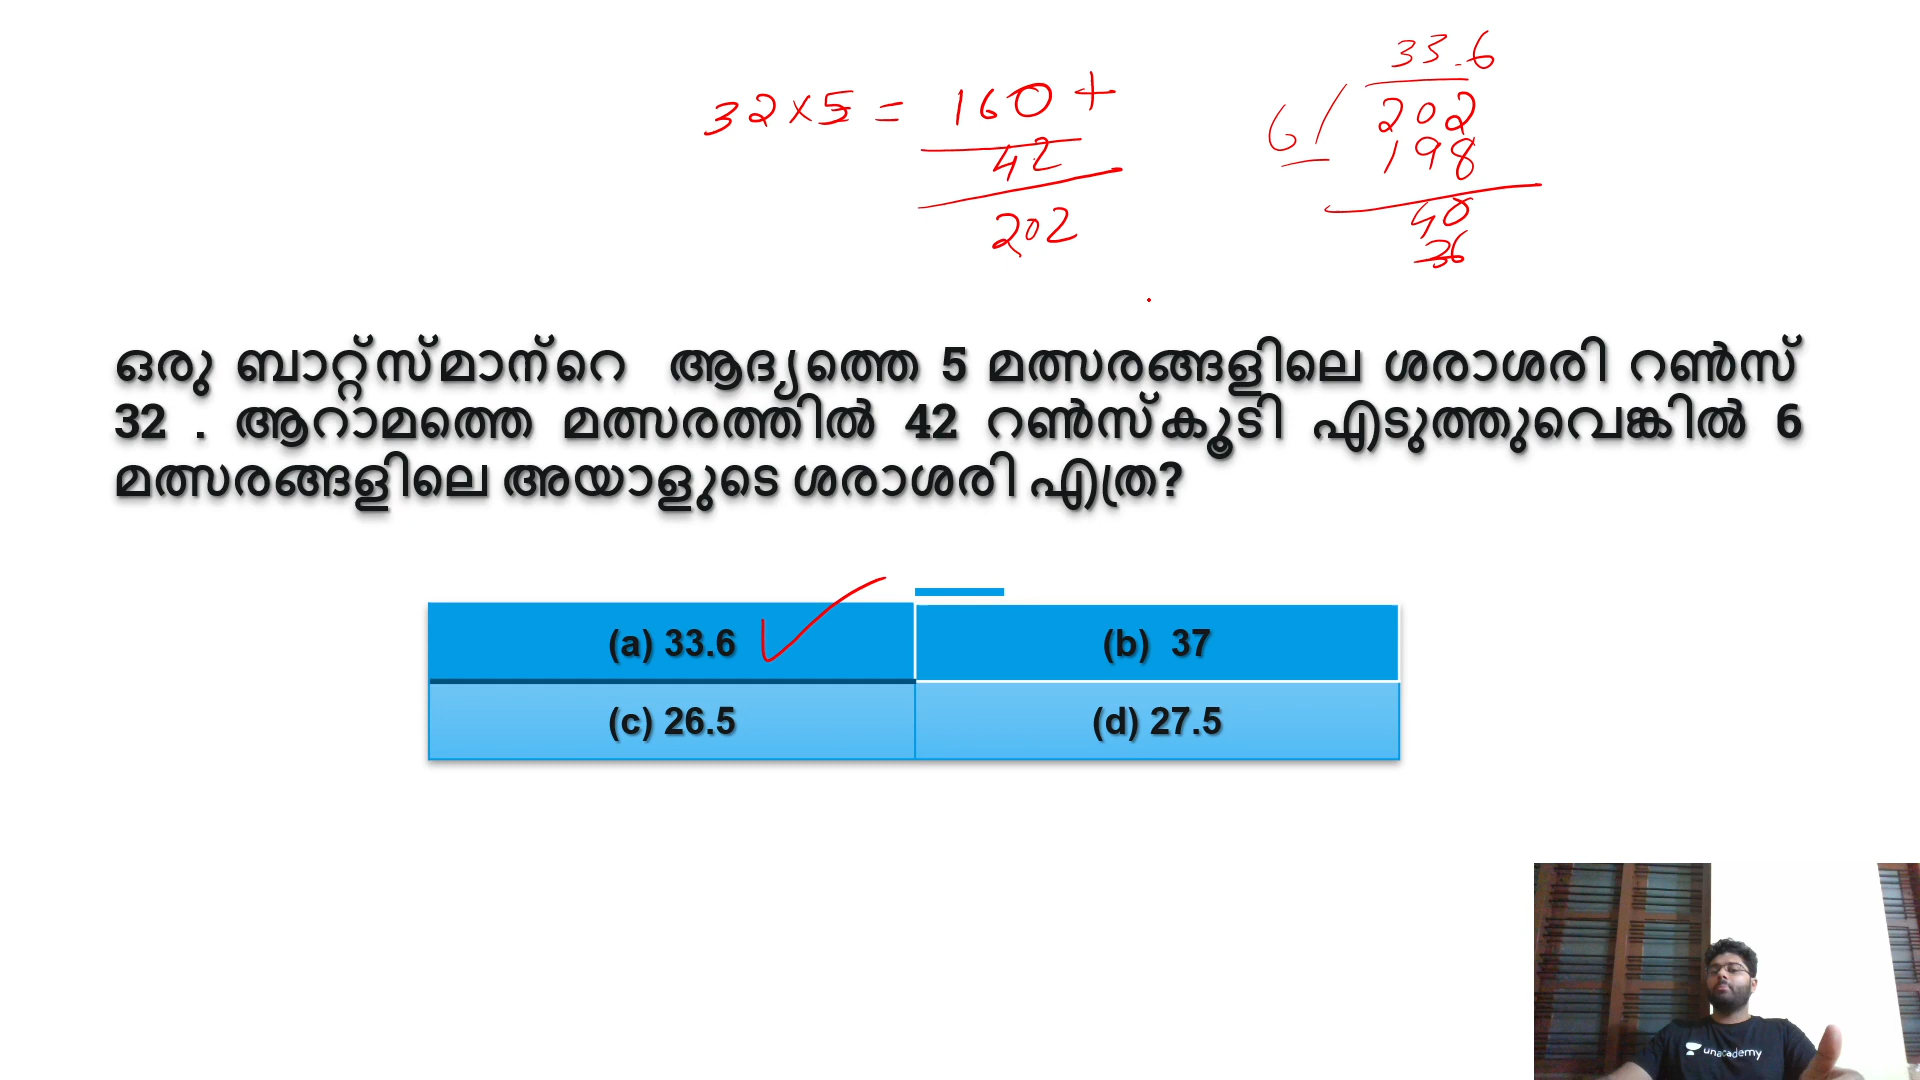 33.6
32×5 = 160 +
6 / 202
42
198
202
40
36
ഒരു ബാറ്റ്സ്മാന്റെ ആദ്യത്തെ 5 മത്സരങ്ങളിലെ ശരാശരി റൺസ്
32 . ആറാമത്തെ മത്സരത്തിൽ 42 റൺസ്കൂടി എടുത്തുവെങ്കിൽ 6
മത്സരങ്ങളിലെ അയാളുടെ ശരാശരി എത്ര?
(a) 33.6
(b) 37
(c) 26.5
(d) 27.5
unacademy